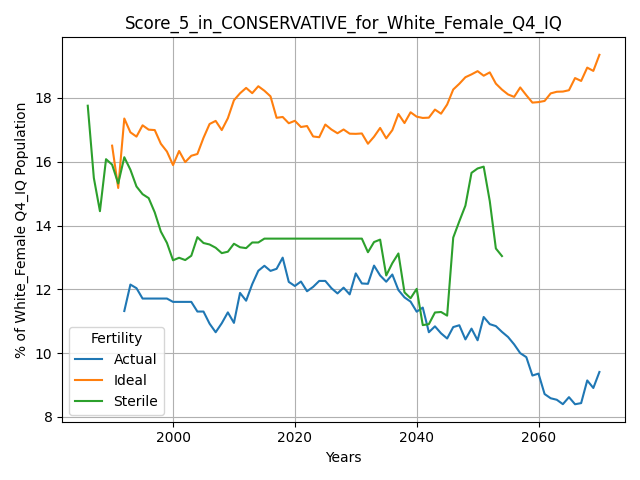 Score_5_in_CONSERVATIVE_for_White_Female_Q4_IQ
% of White_Female Q4_IQ Population
18
16
14
12
10
8
Fertility
Actual
Ideal
Sterile
2000
2020
2040
2060
Years